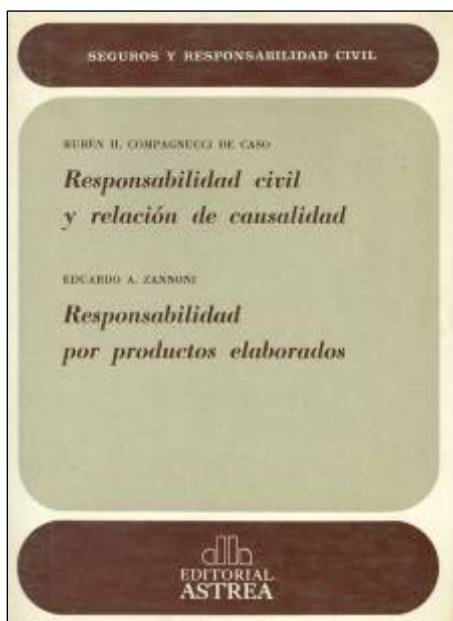 SEGUROS Y RESPONSABILIDAD CIVIL
RUBÉN H. COMPAGNUCCI DE CASO
Responsabilidad civil
y relación de causalidad
EDUARDO A. ZANNONI
Responsabilidad
por productos elaborados
EDITORIAL
ASTREA